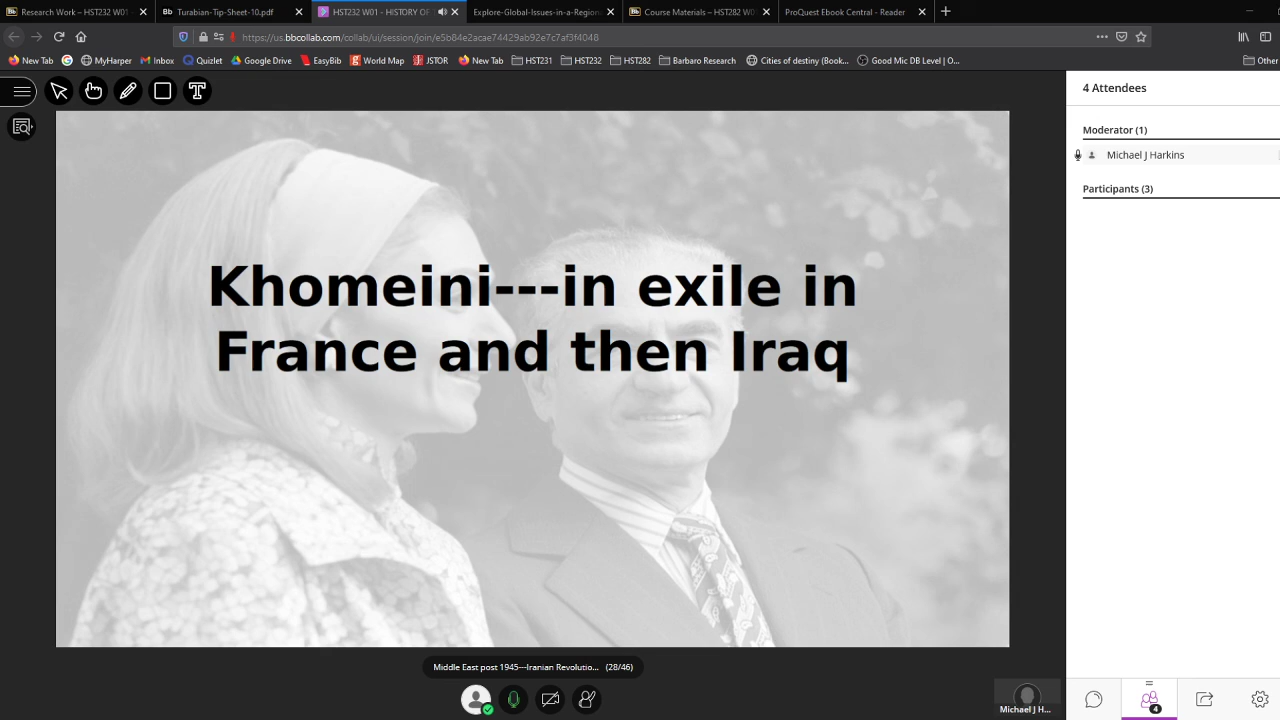 Research Work – HST232 W01
Turabian-Tip-Sheet-10.pdf
HST232 W01 - HISTORY OF
Explore-Global-Issues-in-a-Region
Course Materials – HST282 W0
ProQuest Ebook Central - Reader
https://us.bbcollab.com/collab/ui/session/join/e5b84e2acae74429ab92e7c7af3f4048
New Tab
MyHarper
Inbox
Quizlet
Google Drive
EasyBib
World Map
JSTOR
New Tab
HST231
HST232
HST282
Barbaro Research
Cities of destiny (Book...
Good Mic DB Level | O...
Other
4 Attendees
Moderator (1)
Michael J Harkins
Participants (3)
Khomeini---in exile in
France and then Iraq
Middle East post 1945---Iranian Revolutio... (28/46)
Michael J H...
4